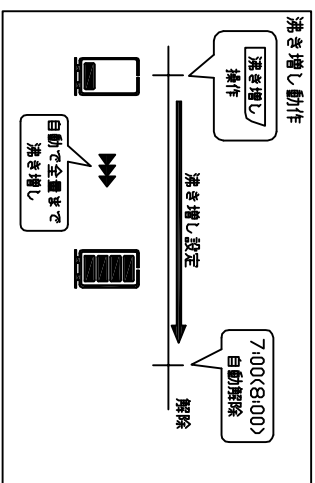 沸き増し動作
沸き増し
操作
沸き増し設定
7:00(8:00)
自動解除
解除
自動で全量まで
沸き増し